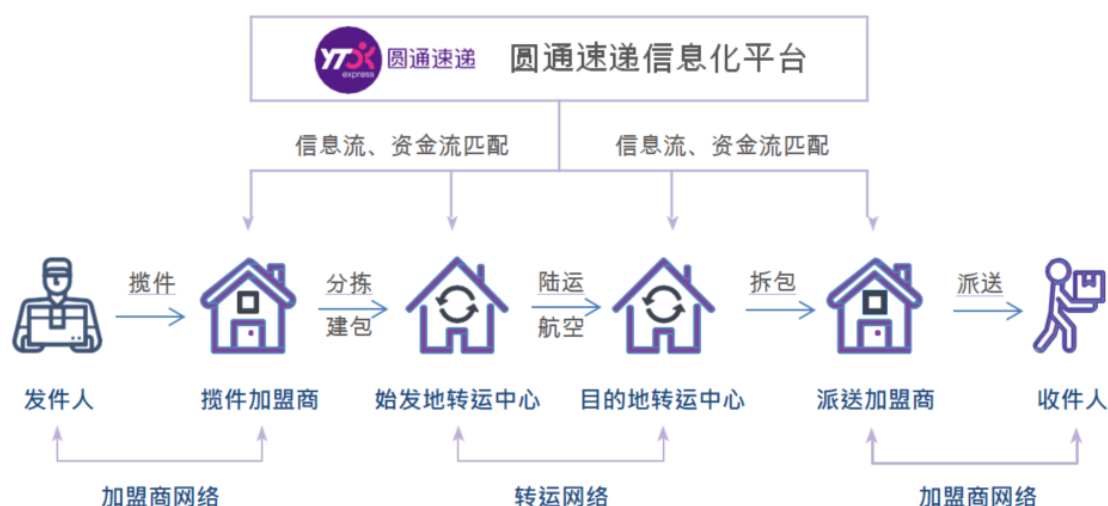 YTO express 圆通速递 圆通速递信息化平台
信息流、资金流匹配 信息流、资金流匹配
揽件 分拣 陆运 拆包 派送
建包 航空
发件人 揽件加盟商 始发地转运中心 目的地转运中心 派送加盟商 收件人
加盟商网络 转运网络 加盟商网络